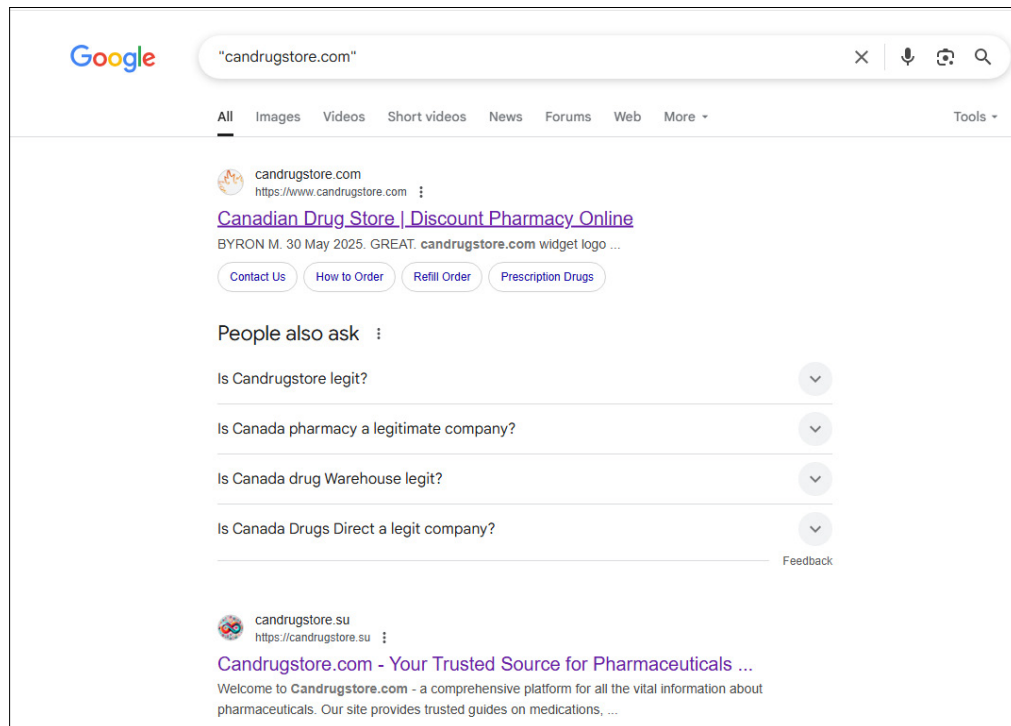 Google
"candrugstore.com"
All Images Videos Short videos News Forums Web More Tools
candrugstore.com
https://www.candrugstore.com
Canadian Drug Store | Discount Pharmacy Online
BYRON M. 30 May 2025. GREAT. candrugstore.com widget logo ...
Contact Us How to Order Refill Order Prescription Drugs
People also ask
Is Candrugstore legit?
Is Canada pharmacy a legitimate company?
Is Canada drug Warehouse legit?
Is Canada Drugs Direct a legit company?
Feedback
candrugstore.su
https://candrugstore.su
Candrugstore.com - Your Trusted Source for Pharmaceuticals ...
Welcome to Candrugstore.com - a comprehensive platform for all the vital information about
pharmaceuticals. Our site provides trusted guides on medications, ...